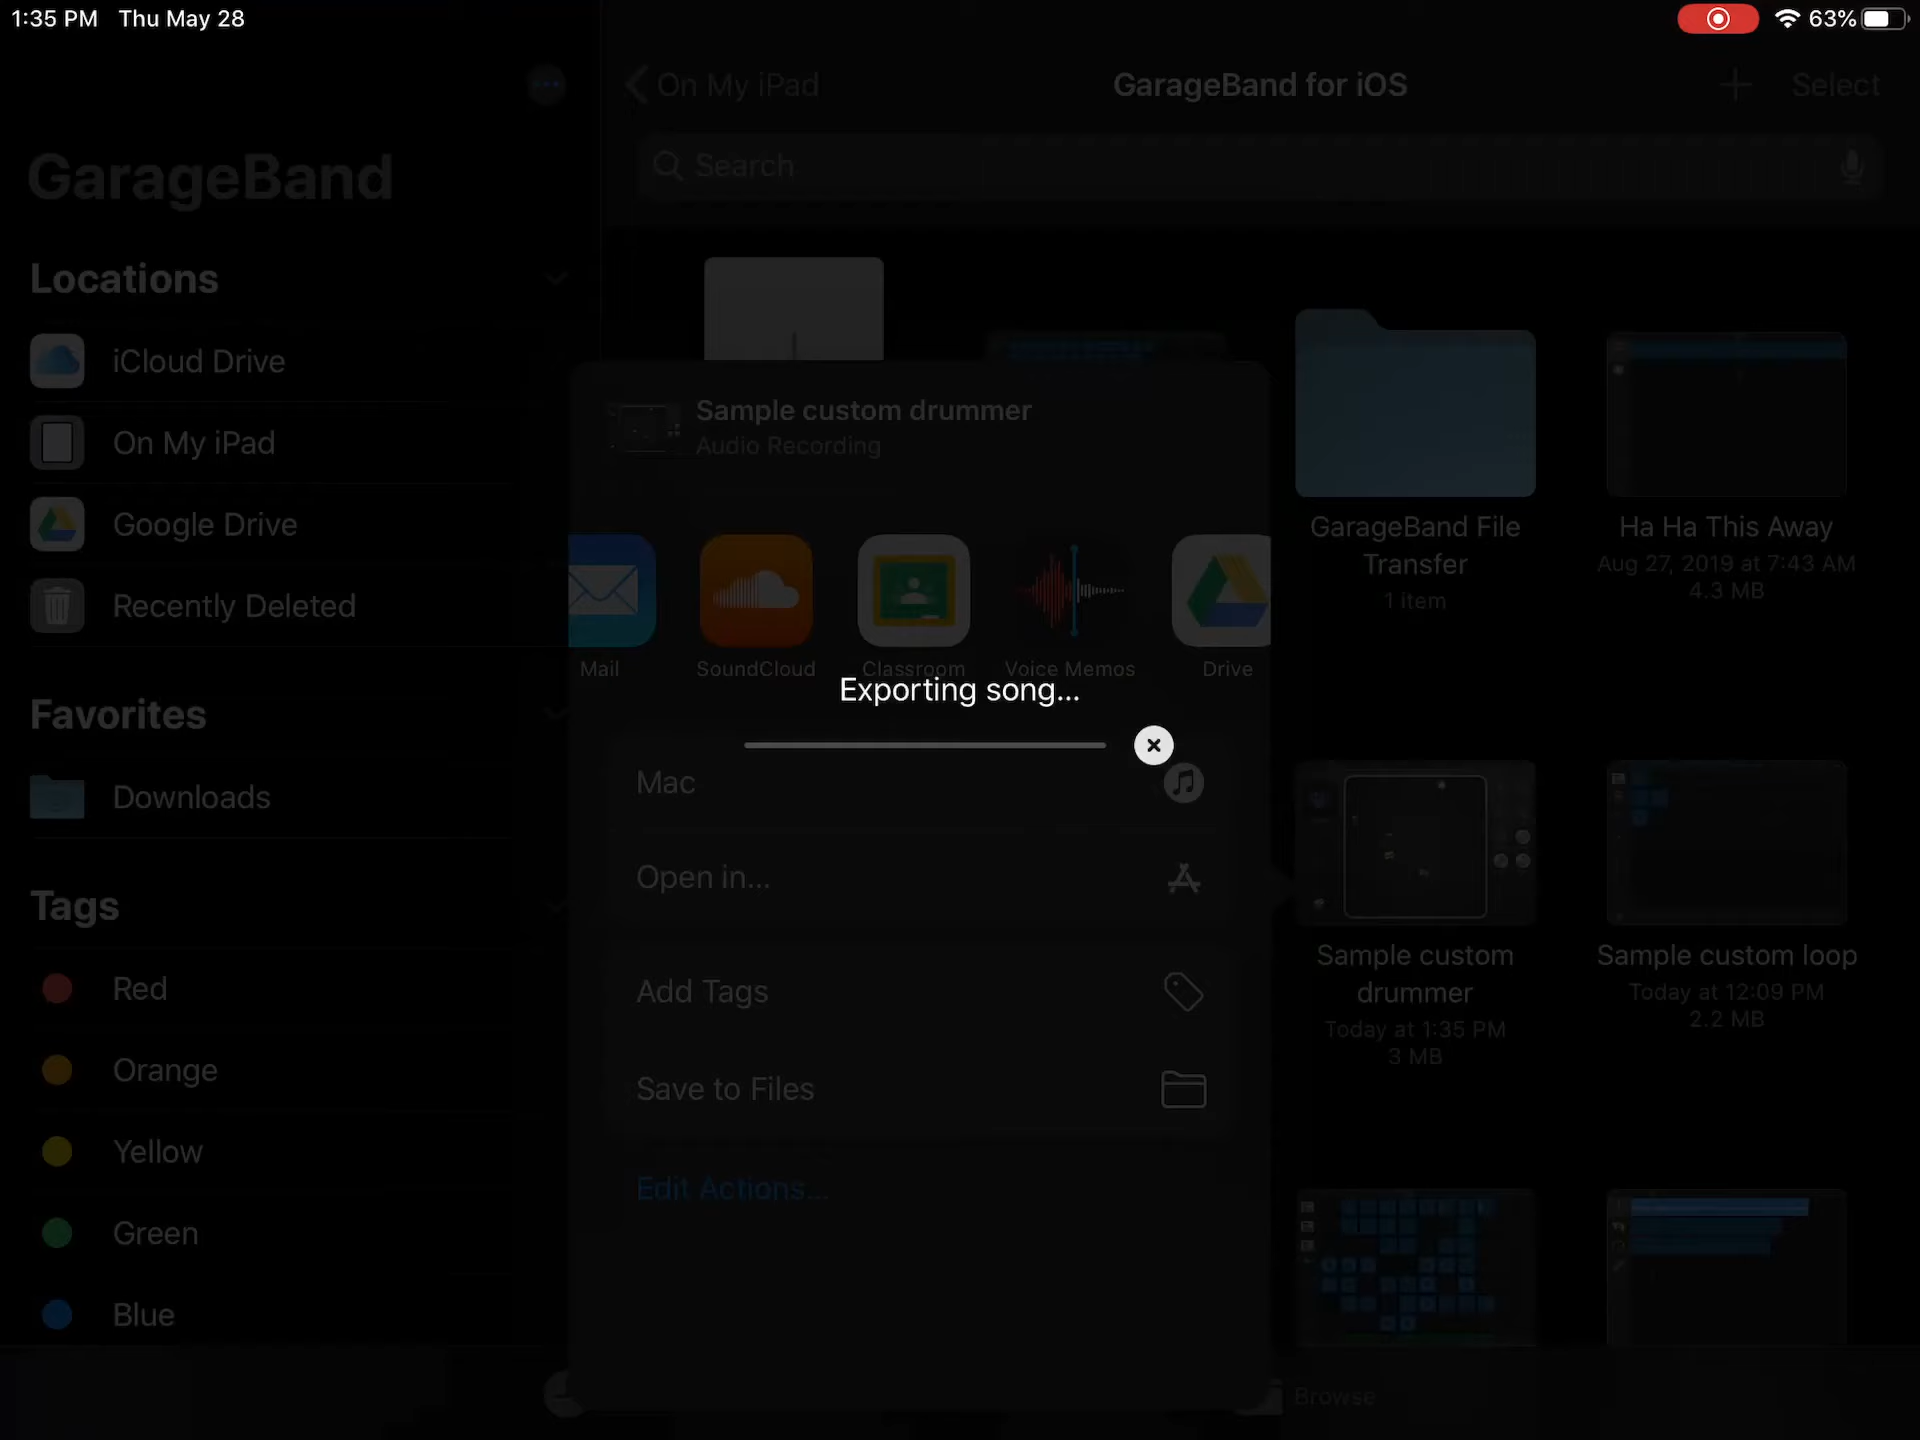 1:35 PM Thu May 28
63%
GarageBand
Locations
iCloud Drive
On My iPad
Google Drive
Recently Deleted
Favorites
Downloads
Tags
Red
Orange
Yellow
Green
Blue
On My iPad
GarageBand for iOS
Select
Search
GarageBand File
Transfer
1 item
Ha Ha This Away
Aug 27, 2019 at 7:43 AM
4.3 MB
Sample custom
drummer
Today at 1:35 PM
3 MB
Sample custom loop
Today at 12:09 PM
2.2 MB
Sample custom drummer
Audio Recording
Mail
SoundCloud
Classroom
Voice Memos
Drive
Exporting song...
Mac
Open in...
Add Tags
Save to Files
Edit Actions...
Browse